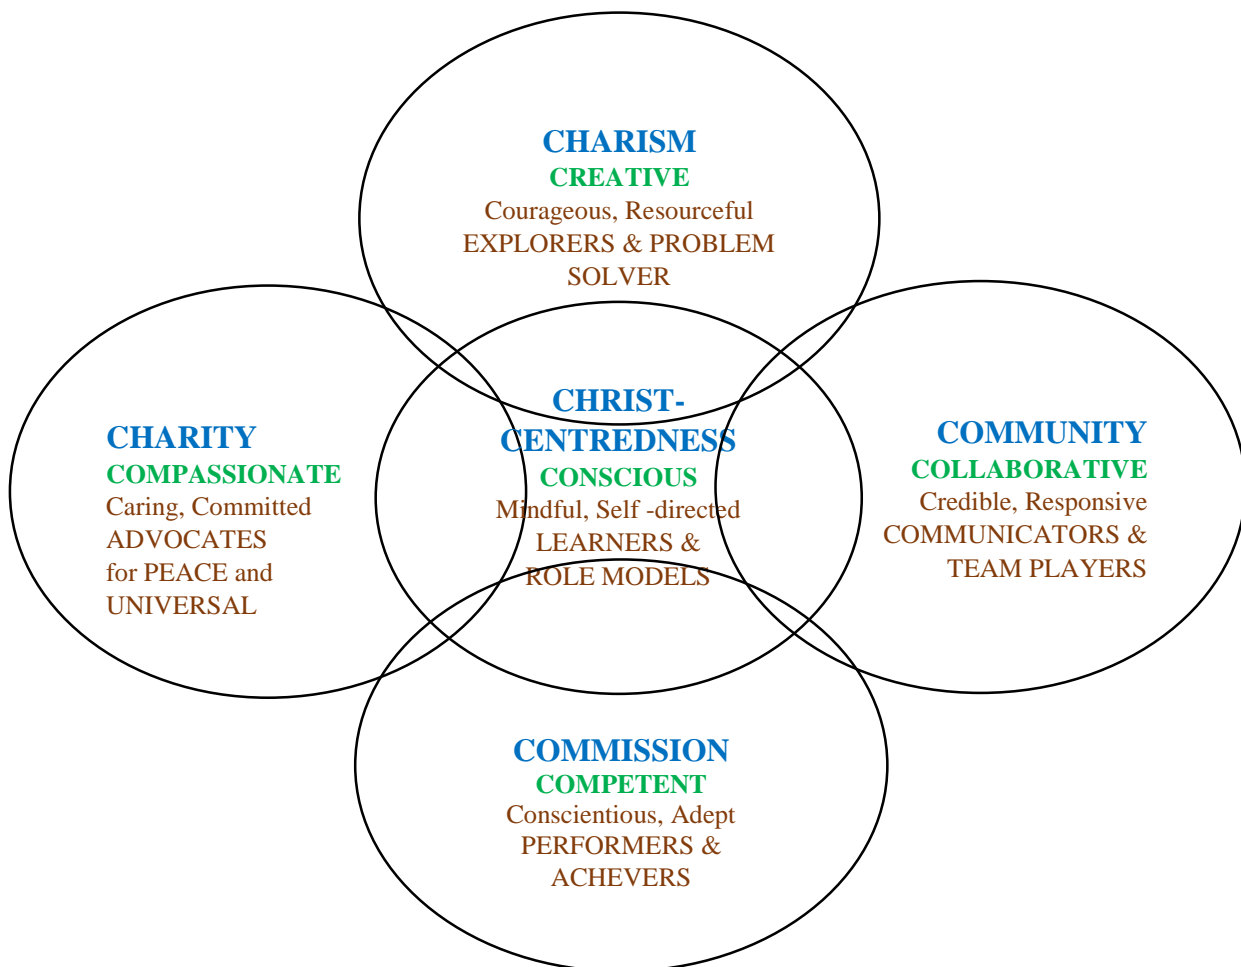 CHARISM
CREATIVE
Courageous, Resourceful
EXPLORERS & PROBLEM
SOLVER
CHARITY
COMPASSIONATE
Caring, Committed
ADVOCATES
for PEACE and
UNIVERSAL
CHRIST-
CENTREDNESS
CONSCIOUS
Mindful, Self -directed
LEARNERS &
ROLE MODELS
COMMUNITY
COLLABORATIVE
Credible, Responsive
COMMUNICATORS &
TEAM PLAYERS
COMMISSION
COMPETENT
Conscientious, Adept
PERFORMERS &
ACHEVERS